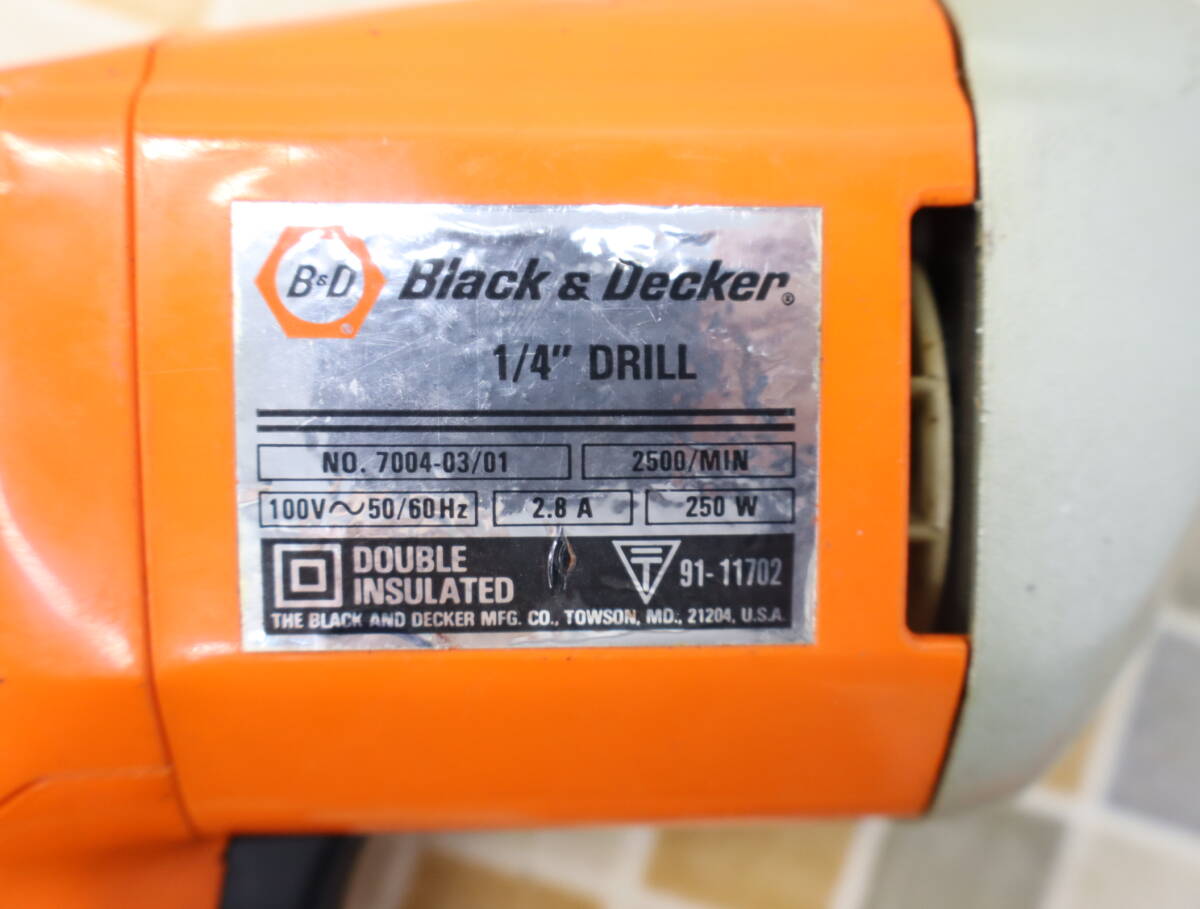 B&D Black & Decker®
®
1/4" DRILL
NO. 7004-03/01 2500/MIN
100V～50/60Hz 2.8 A 250 W
DOUBLE
INSULATED
T 91-11702
THE BLACK AND DECKER MFG. CO., TOWSON, MD., 21204, U.S.A.